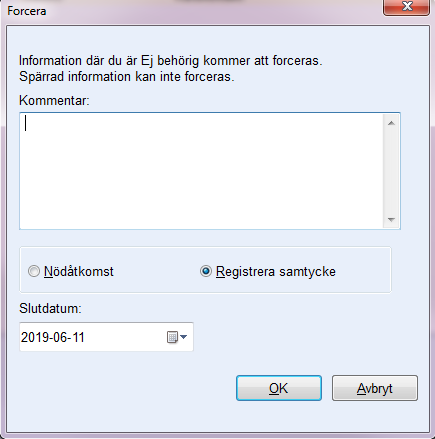 Forcera
Information där du är Ej behörig kommer att forceras.
Spärrad information kan inte forceras.
Kommentar:
Nödåtkomst
Registrera samtycke
Slutdatum:
2019-06-11
OK
Avbryt